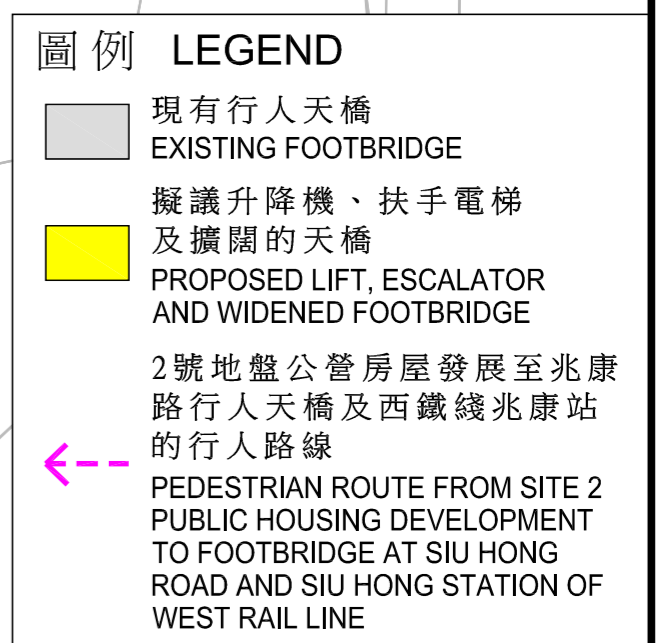 圖例 LEGEND
現有行人天橋
EXISTING FOOTBRIDGE
擬議升降機、扶手電梯
及擴闊的天橋
PROPOSED LIFT, ESCALATOR
AND WIDENED FOOTBRIDGE
2號地盤公營房屋發展至兆康
路行人天橋及西鐵綫兆康站
的行人路線
PEDESTRIAN ROUTE FROM SITE 2
PUBLIC HOUSING DEVELOPMENT
TO FOOTBRIDGE AT SIU HONG
ROAD AND SIU HONG STATION OF
WEST RAIL LINE